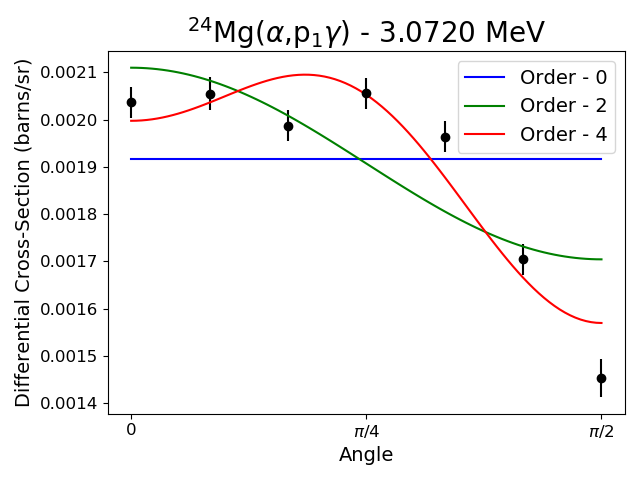 ²⁴Mg(α,p₁γ) - 3.0720 MeV
Order - 0
Order - 2
Order - 4
Differential Cross-Section (barns/sr)
0.0021
0.0020
0.0019
0.0018
0.0017
0.0016
0.0015
0.0014
0 π/4 π/2
Angle